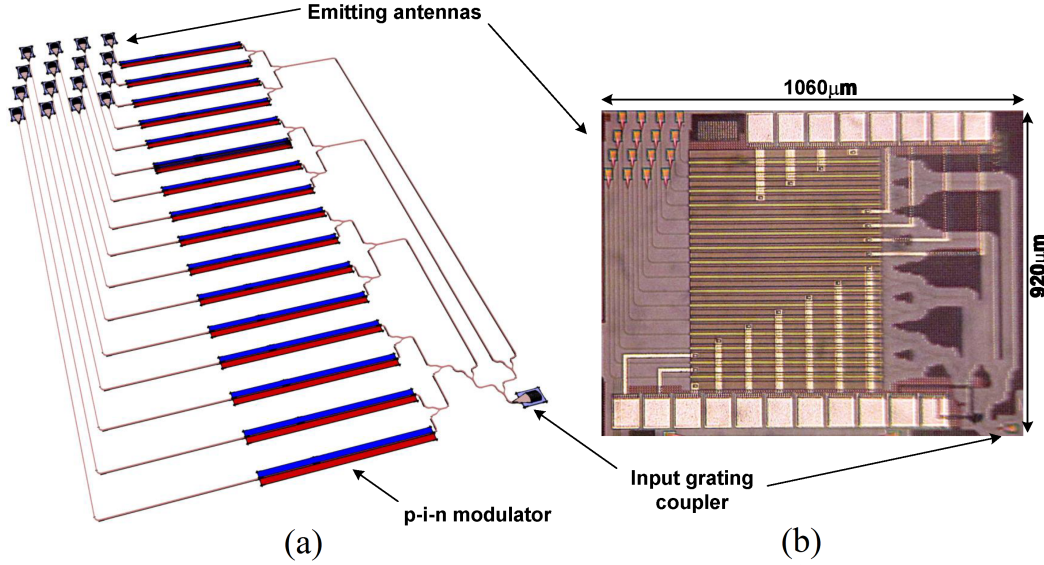 Emitting antennas
1060µm
920µm
Input grating
coupler
p-i-n modulator
(a)
(b)